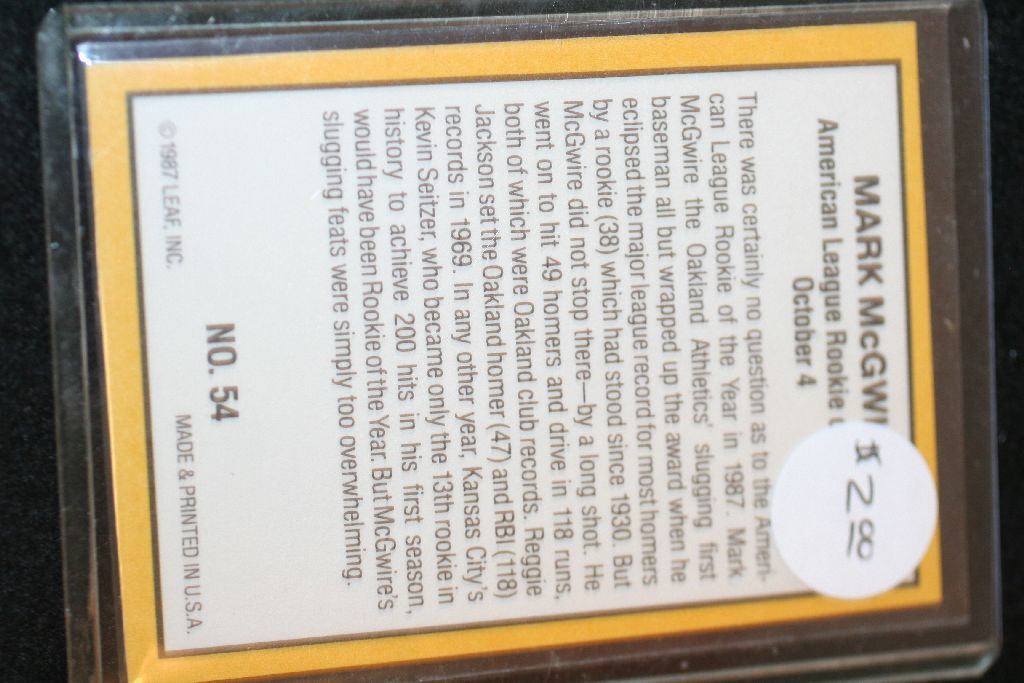 MARK McGWI
American League Rookie
October 4
$2.00
There was certainly no question as to the Ameri-
can League Rookie of the Year in 1987. Mark
McGwire the Oakland Athletics' slugging first
baseman all but wrapped up the award when he
eclipsed the major league record for most homers
by a rookie (38) which had stood since 1930. But
McGwire did not stop there—by a long shot. He
went on to hit 49 homers and drive in 118 runs,
both of which were Oakland club records. Reggie
Jackson set the Oakland homer (47) and RBI (118)
records in 1969. In any other year, Kansas City's
Kevin Seitzer, who became only the 13th rookie in
history to achieve 200 hits in his first season,
would have been Rookie of the Year. But McGwire's
slugging feats were simply too overwhelming.
NO. 54
©1987 LEAF, INC.
MADE & PRINTED IN U.S.A.